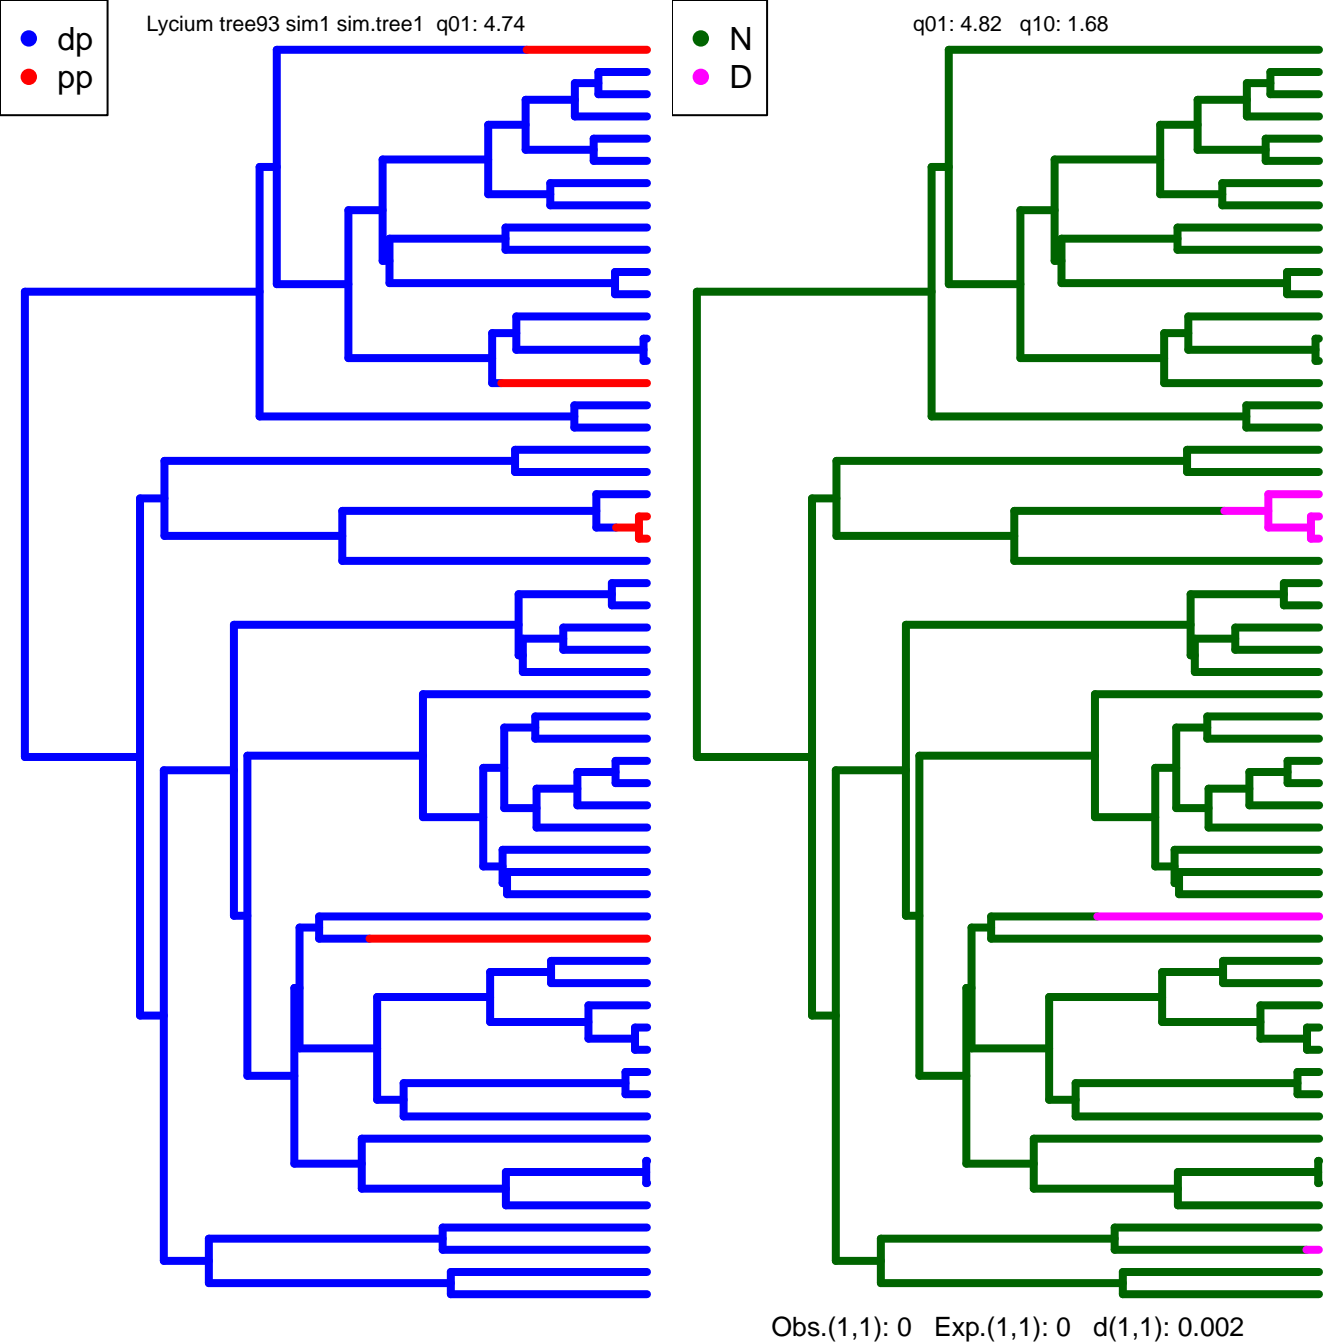 dp
pp
Lycium tree93 sim1 sim.tree1 q01: 4.74
N
D
q01: 4.82 q10: 1.68
Obs.(1,1): 0 Exp.(1,1): 0 d(1,1): 0.002